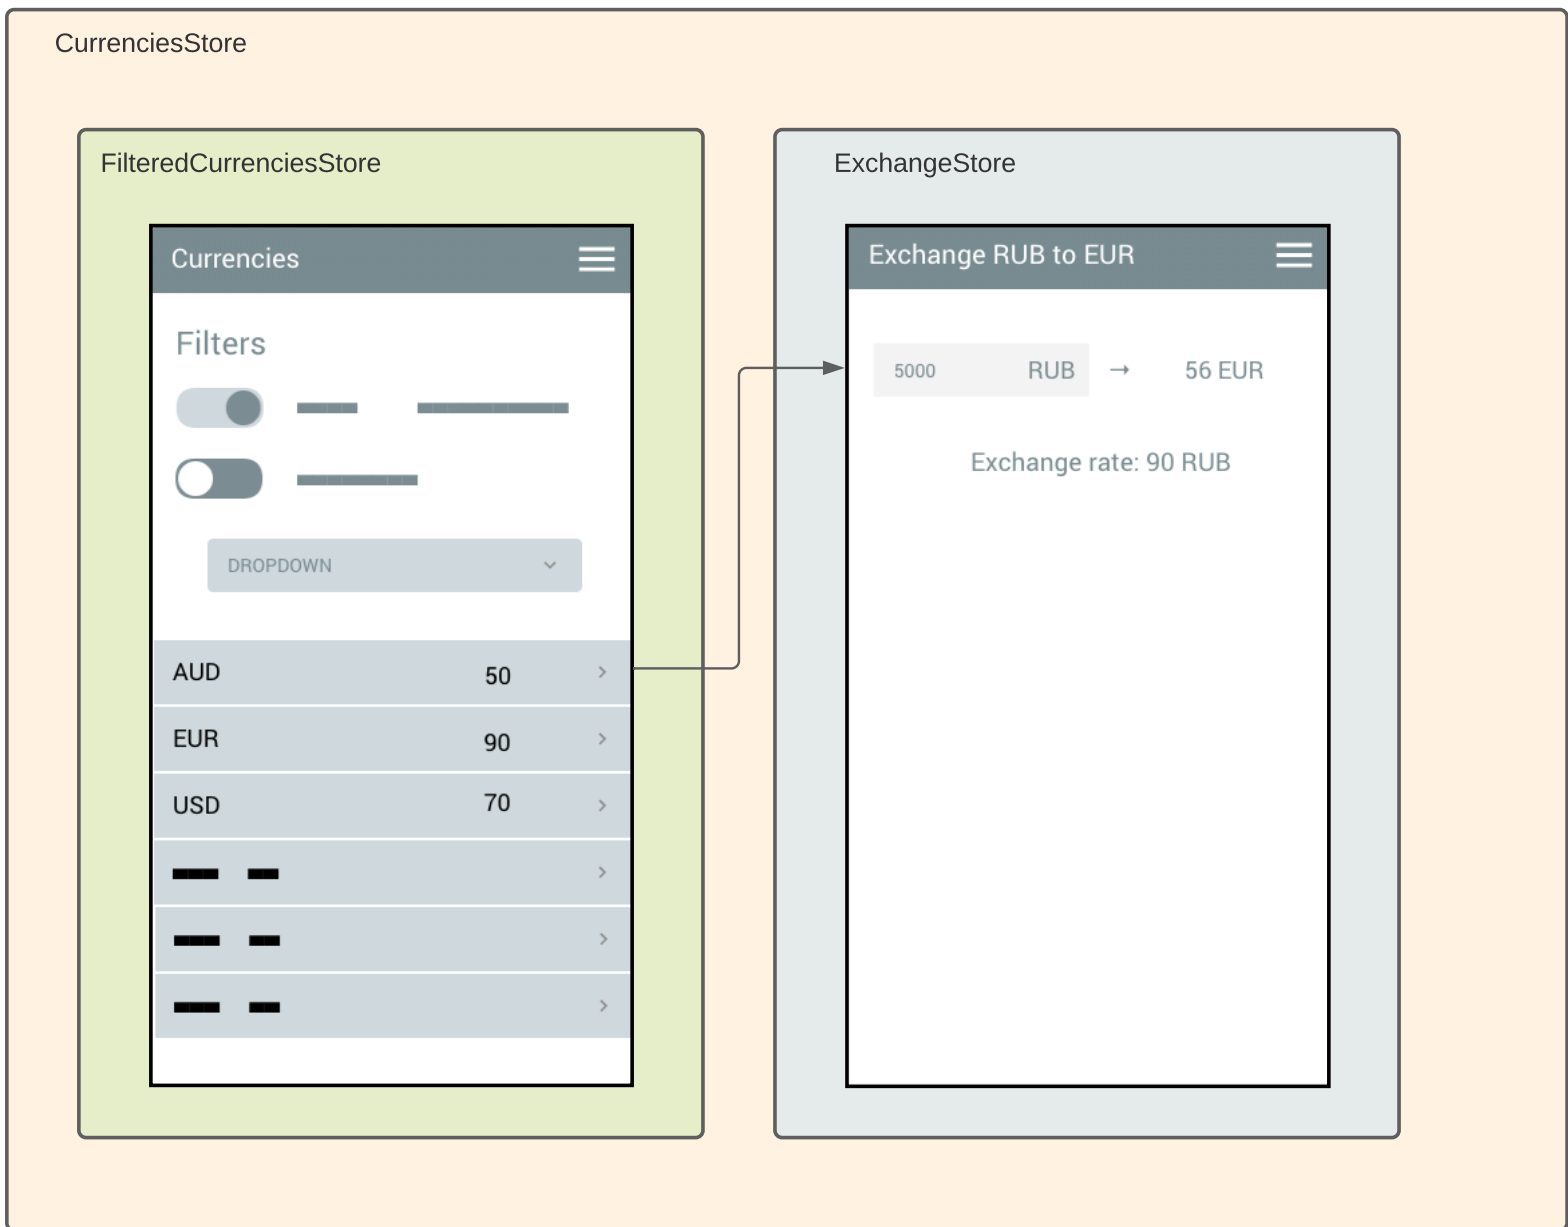 CurrenciesStore
FilteredCurrenciesStore
Currencies
Filters
DROPDOWN
AUD 50
EUR 90
USD 70
ExchangeStore
Exchange RUB to EUR
5000 RUB → 56 EUR
Exchange rate: 90 RUB